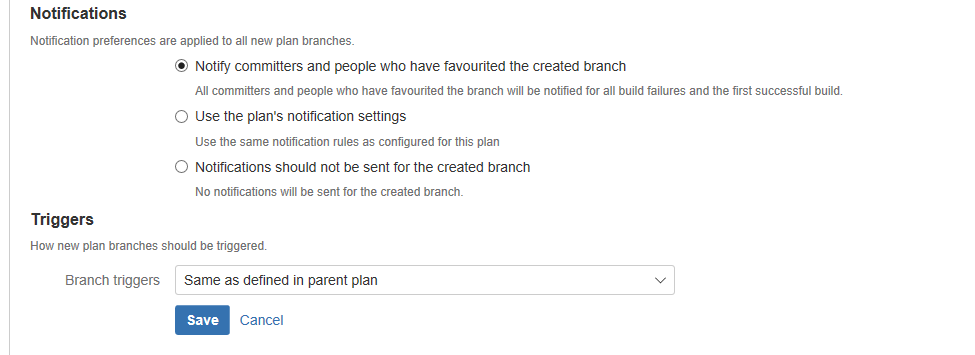 Notifications
Notification preferences are applied to all new plan branches.
Notify committers and people who have favourited the created branch
All committers and people who have favourited the branch will be notified for all build failures and the first successful build.
Use the plan's notification settings
Use the same notification rules as configured for this plan
Notifications should not be sent for the created branch
No notifications will be sent for the created branch.
Triggers
How new plan branches should be triggered.
Branch triggers Same as defined in parent plan
Save Cancel